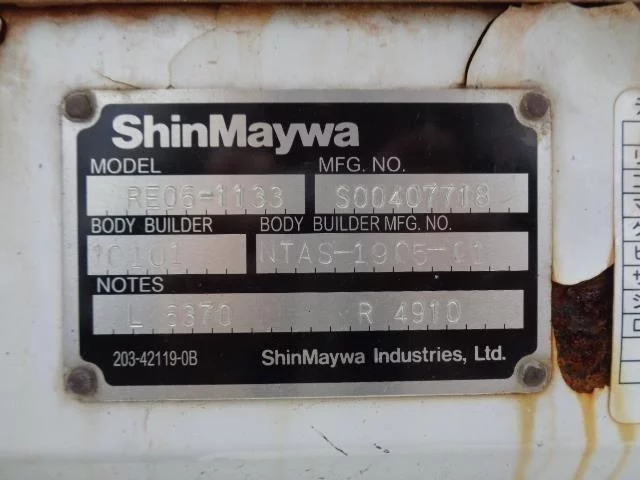 ShinMaywa
MODEL MFG. NO.
RE06-1133 S00407718
BODY BUILDER BODY BUILDER MFG. NO.
10101
NOTES
L 6370 R 4910
203-42119-0B ShinMaywa Industries, Ltd.